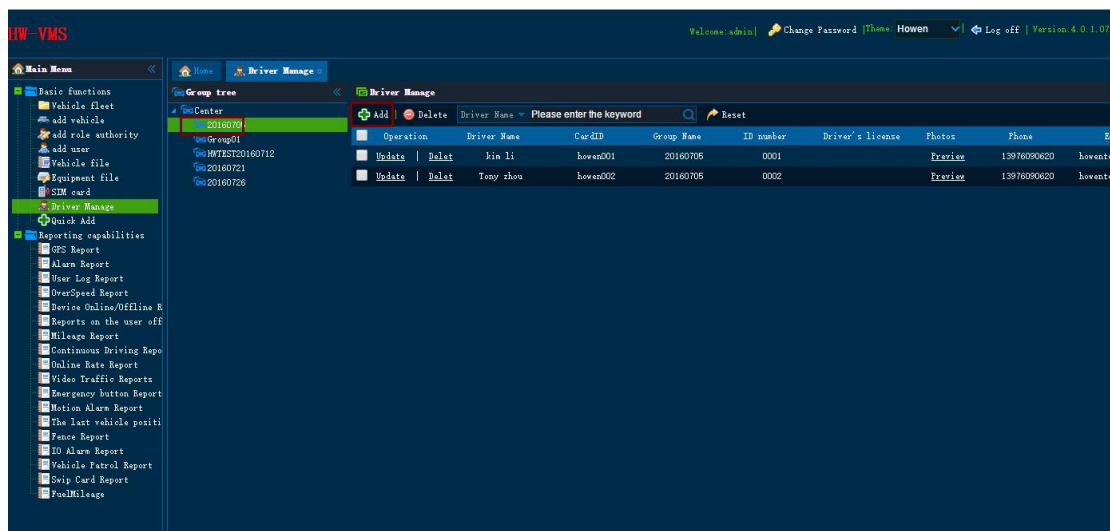 HW-VMS
Welcome:admin| Change Password |Theme: Howen | Log off | Version:4.0.1.07
Main Menu
Home Driver Manage
Basic functions
Vehicle fleet
add vehicle
add role authority
add user
Vehicle file
Equipment file
SIM card
Driver Manage
Quick Add
Reporting capabilities
GPS Report
Alarm Report
User Log Report
OverSpeed Report
Device Online/Offline R
Reports on the user off
Mileage Report
Continuous Driving Repo
Online Rate Report
Video Traffic Reports
Emergency button Report
Motion Alarm Report
The last vehicle positi
Fence Report
IO Alarm Report
Vehicle Patrol Report
Swip Card Report
FuelMileage
Group tree
Center
20160705
Group01
HWTEST20160712
20160721
20160726
Driver Manage
Add | Delete Driver Name Please enter the keyword Reset
Operation Driver Name CardID Group Name ID number Driver's license Photos Phone E
Update | Delet kim li howen001 20160705 0001 Preview 13976090620 howente
Update | Delet Tony zhou howen002 20160705 0002 Preview 13976090620 howente